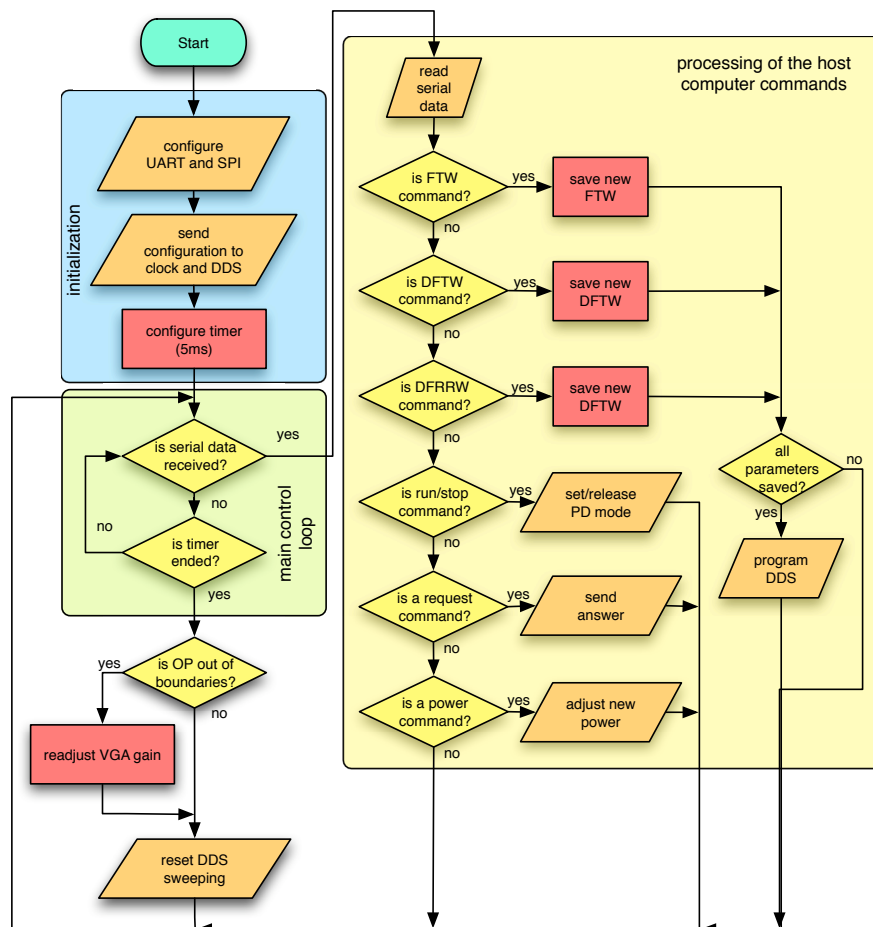 Start
configure
UART and SPI
send
configuration to
clock and DDS
configure timer
(5ms)
initialization
is serial data
received?
yes
no
is timer
ended?
no
yes
main control
loop
is OP out of
boundaries?
yes
no
readjust VGA gain
reset DDS
sweeping
processing of the host
computer commands
read
serial
data
is FTW
command?
yes
save new
FTW
no
is DFTW
command?
yes
save new
DFTW
no
is DFRRW
command?
yes
save new
DFTW
no
all
parameters
saved?
no
yes
program
DDS
is run/stop
command?
yes
set/release
PD mode
no
is a request
command?
yes
send
answer
no
is a power
command?
yes
adjust new
power
no